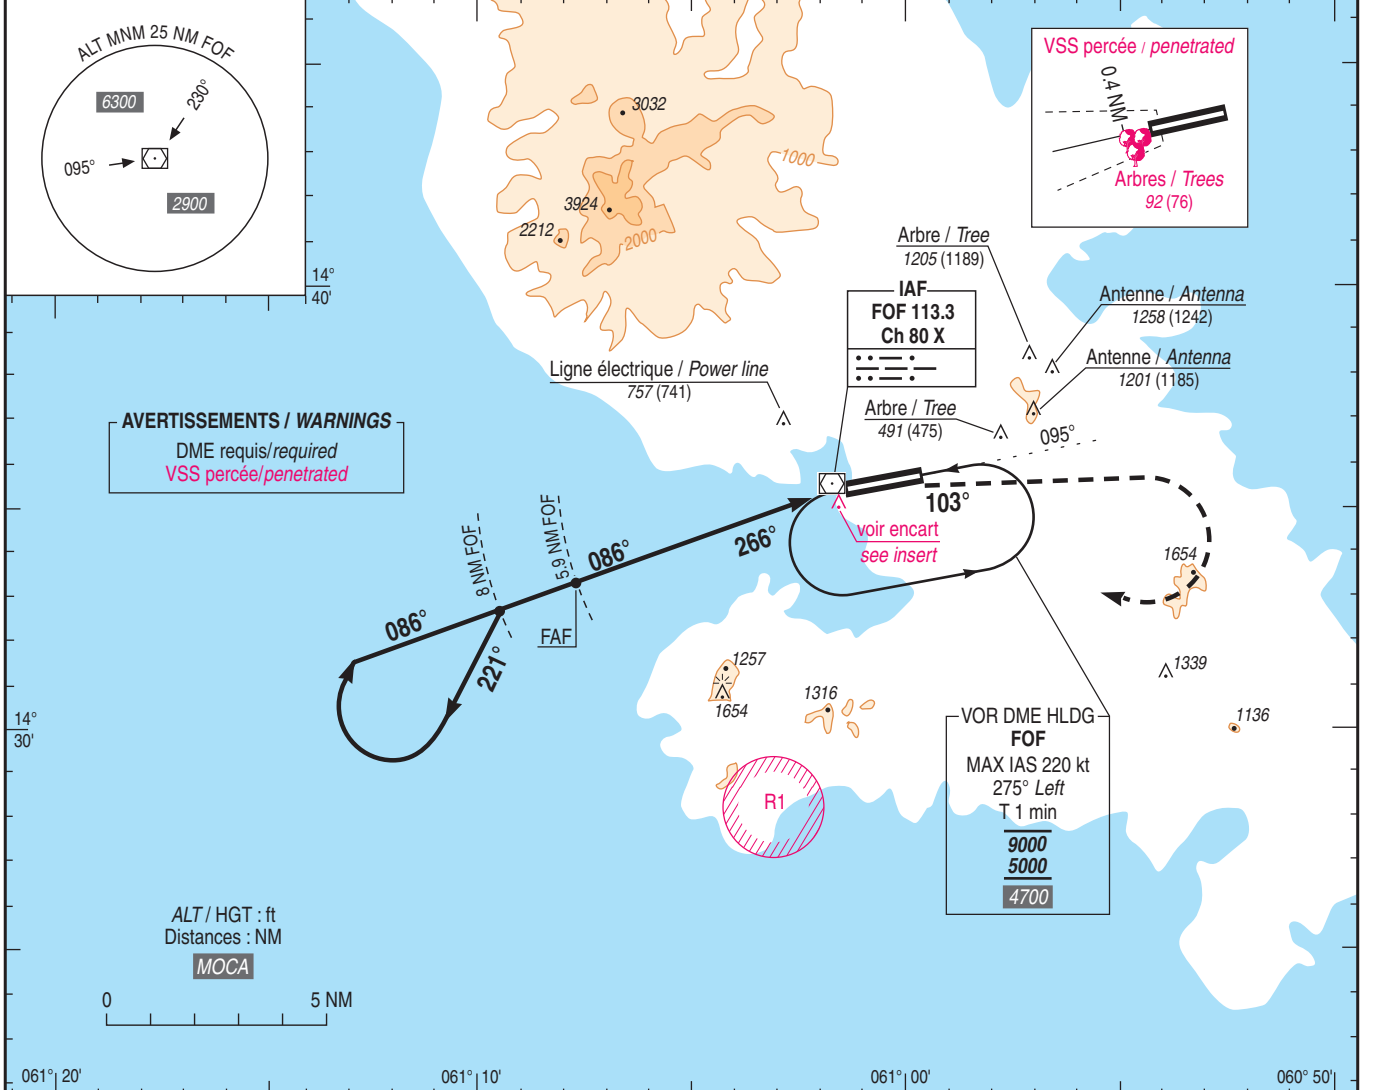 ALT MNM 25 NM FOF
6300
230°
095°
2900
14°
40'
3032
1000
3924
2212
2000
VSS percée / penetrated
0.4 NM
Arbres / Trees
92 (76)
Arbre / Tree
1205 (1189)
IAF
FOF 113.3
Ch 80 X
Antenne / Antenna
1258 (1242)
Antenne / Antenna
1201 (1185)
Ligne électrique / Power line
757 (741)
Arbre / Tree
491 (475)
095°
AVERTISSEMENTS / WARNINGS
DME requis/required
VSS percée/penetrated
103°
voir encart
see insert
266°
8 NM FOF
5.9 NM FOF
086°
086°
FAF
221°
1654
1257
1654
1316
1339
1136
14°
30'
R1
VOR DME HLDG
FOF
MAX IAS 220 kt
275° Left
T 1 min
9000
5000
4700
ALT / HGT : ft
Distances : NM
MOCA
0 5 NM
061° 20' 061° 10' 061° 00' 060° 50'